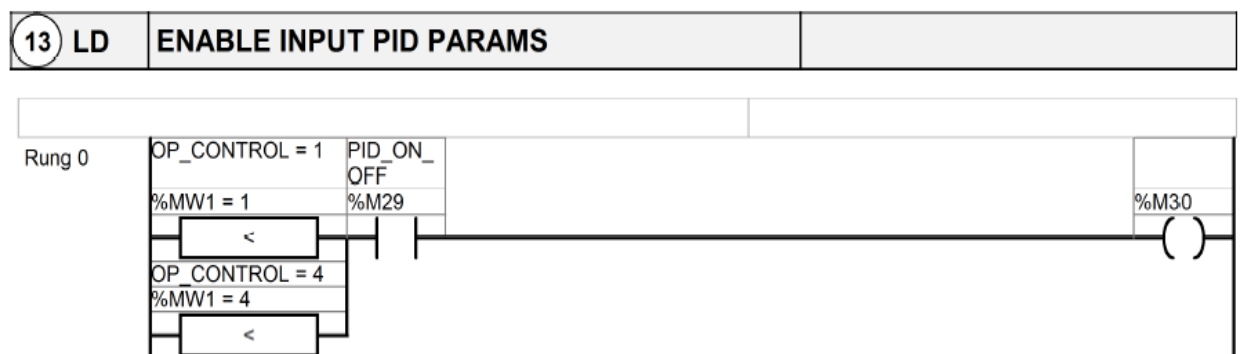 13 LD ENABLE INPUT PID PARAMS
Rung 0
OP_CONTROL = 1 PID_ON_
OFF
%MW1 = 1 %M29 %M30
<
OP_CONTROL = 4
%MW1 = 4
<